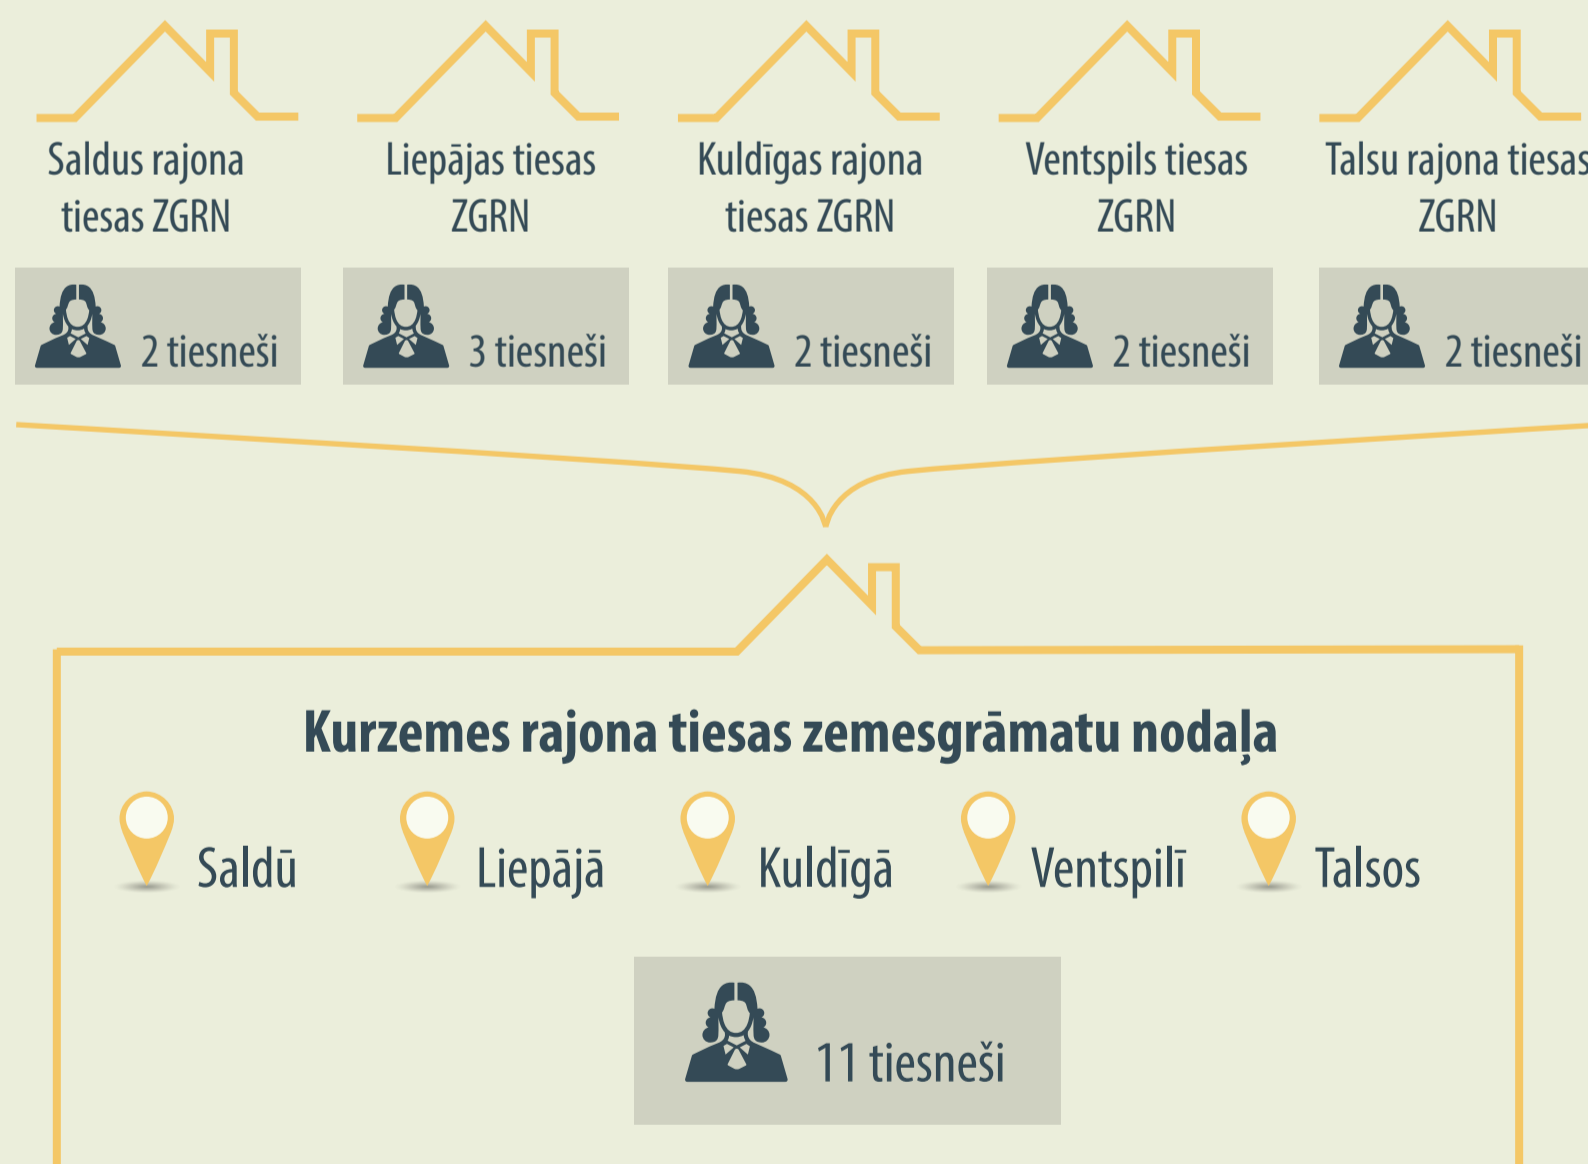 Saldus rajona
tiesas ZGRN
Liepājas tiesas
ZGRN
Kuldīgas rajona
tiesas ZGRN
Ventspils tiesas
ZGRN
Talsu rajona tiesas
ZGRN
2 tiesneši
3 tiesneši
2 tiesneši
2 tiesneši
2 tiesneši
Kurzemes rajona tiesas zemesgrāmatu nodaļa
Saldū
Liepājā
Kuldīgā
Ventspilī
Talsos
11 tiesneši